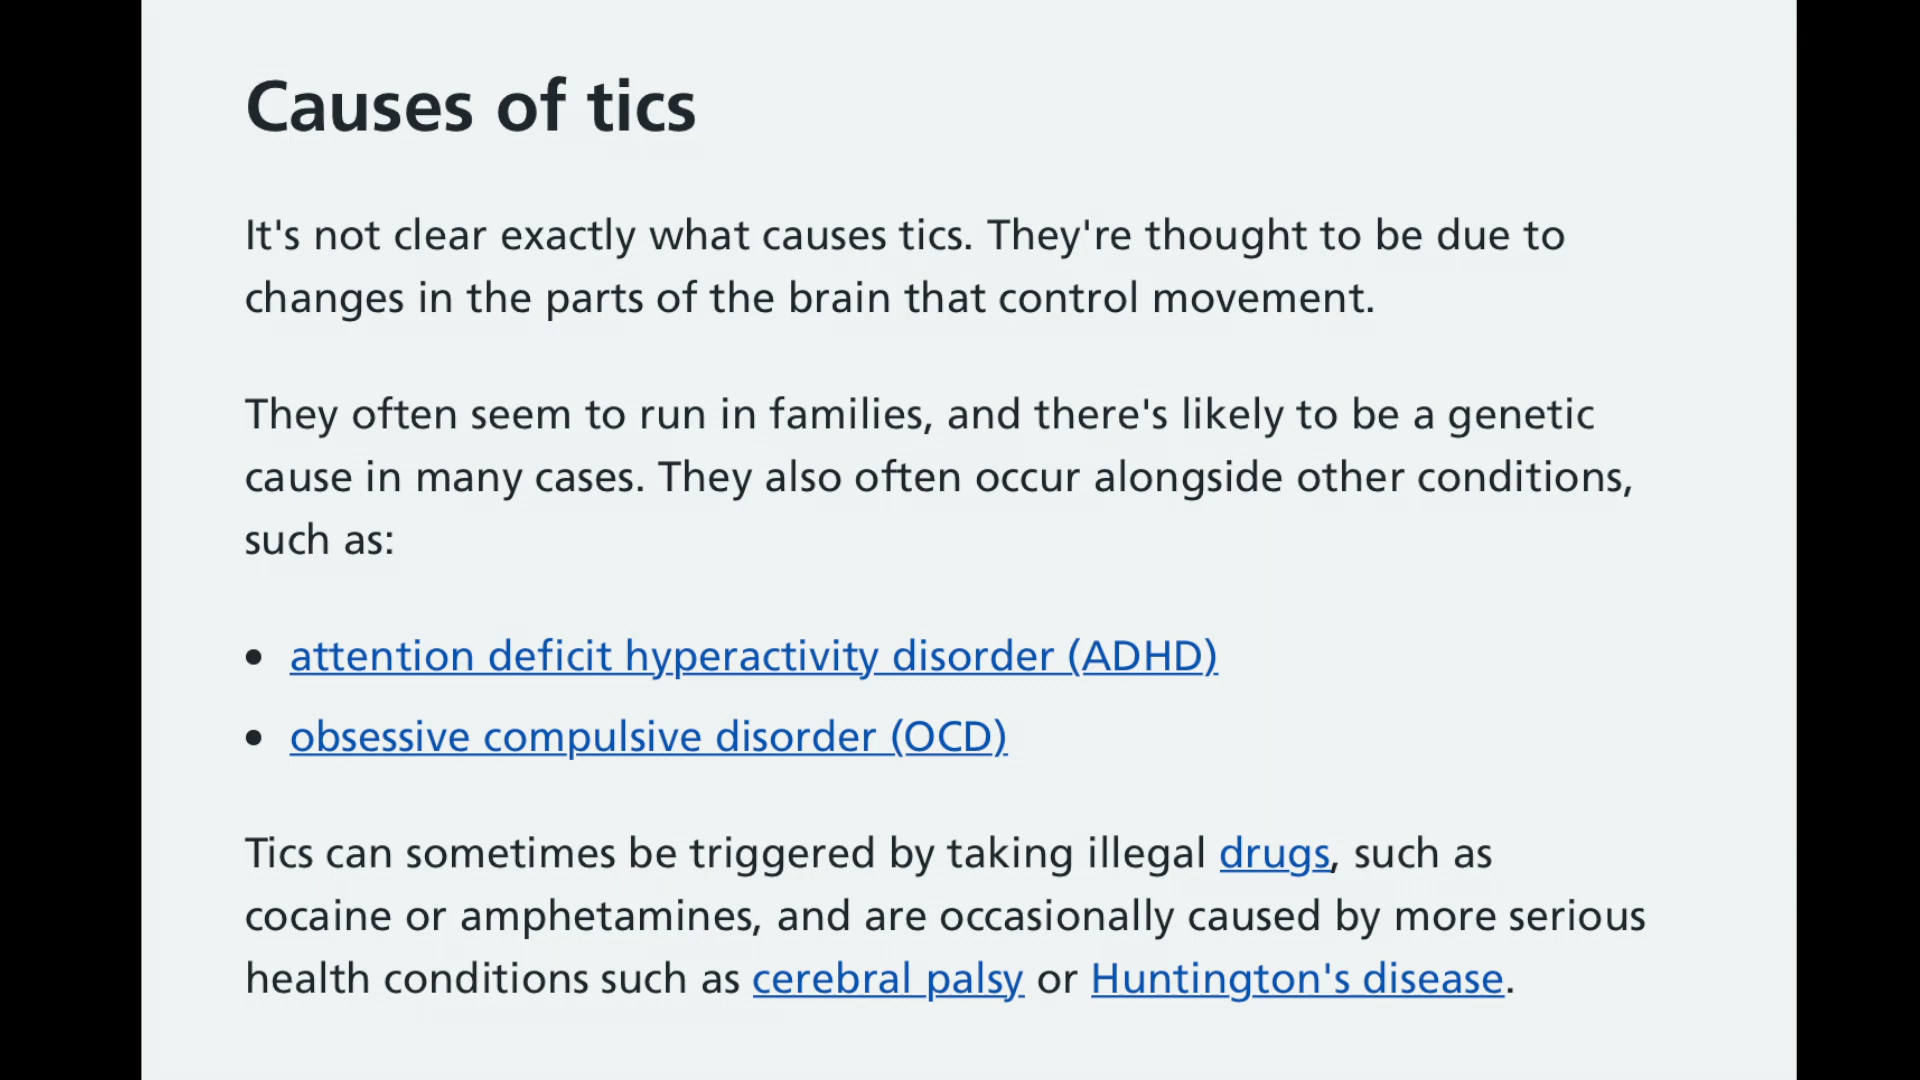 Causes of tics
It's not clear exactly what causes tics. They're thought to be due to
changes in the parts of the brain that control movement.
They often seem to run in families, and there's likely to be a genetic
cause in many cases. They also often occur alongside other conditions,
such as:
• attention deficit hyperactivity disorder (ADHD)
• obsessive compulsive disorder (OCD)
Tics can sometimes be triggered by taking illegal drugs, such as
cocaine or amphetamines, and are occasionally caused by more serious
health conditions such as cerebral palsy or Huntington's disease.